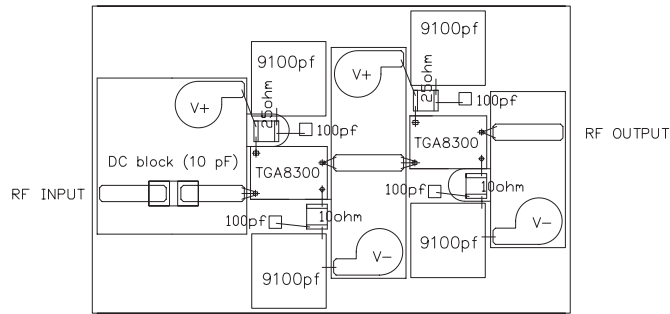 9100pf
9100pf
V+
25ohm
100pf
V+
25ohm
100pf
TGA8300
RF OUTPUT
DC block (10 pF)
TGA8300
RF INPUT
100pf
10ohm
100pf
10ohm
9100pf
V-
9100pf
V-